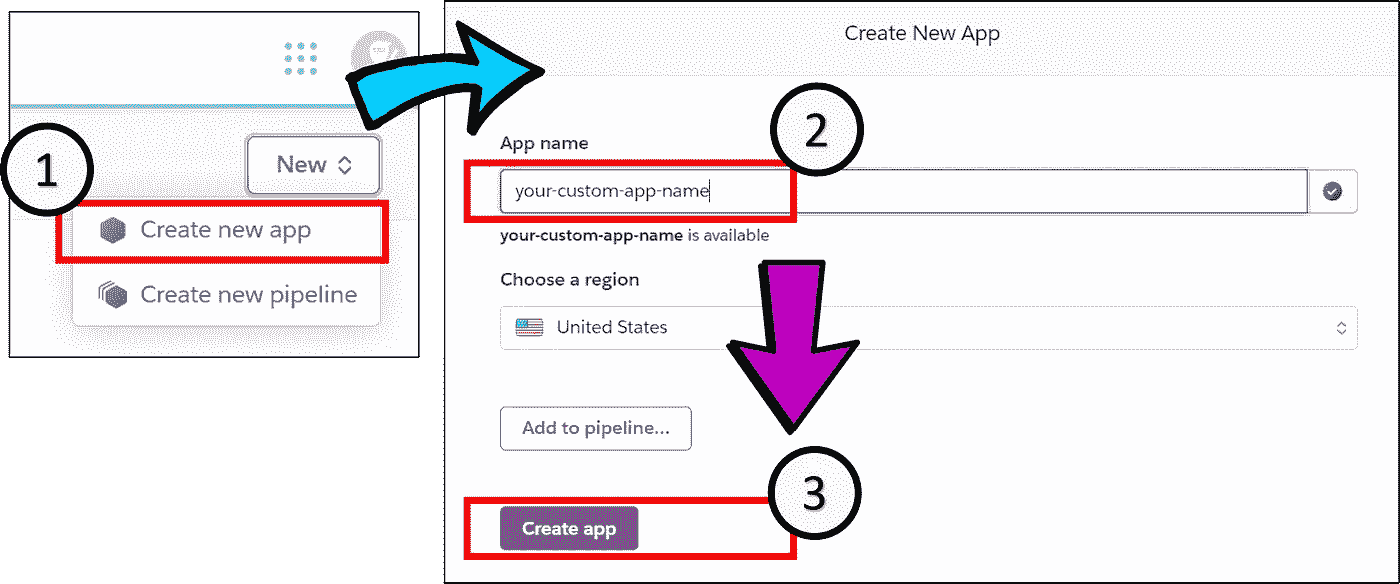 1
New
Create new app
Create new pipeline
Create New App
2
App name
your-custom-app-name
your-custom-app-name is available
Choose a region
United States
Add to pipeline...
3
Create app